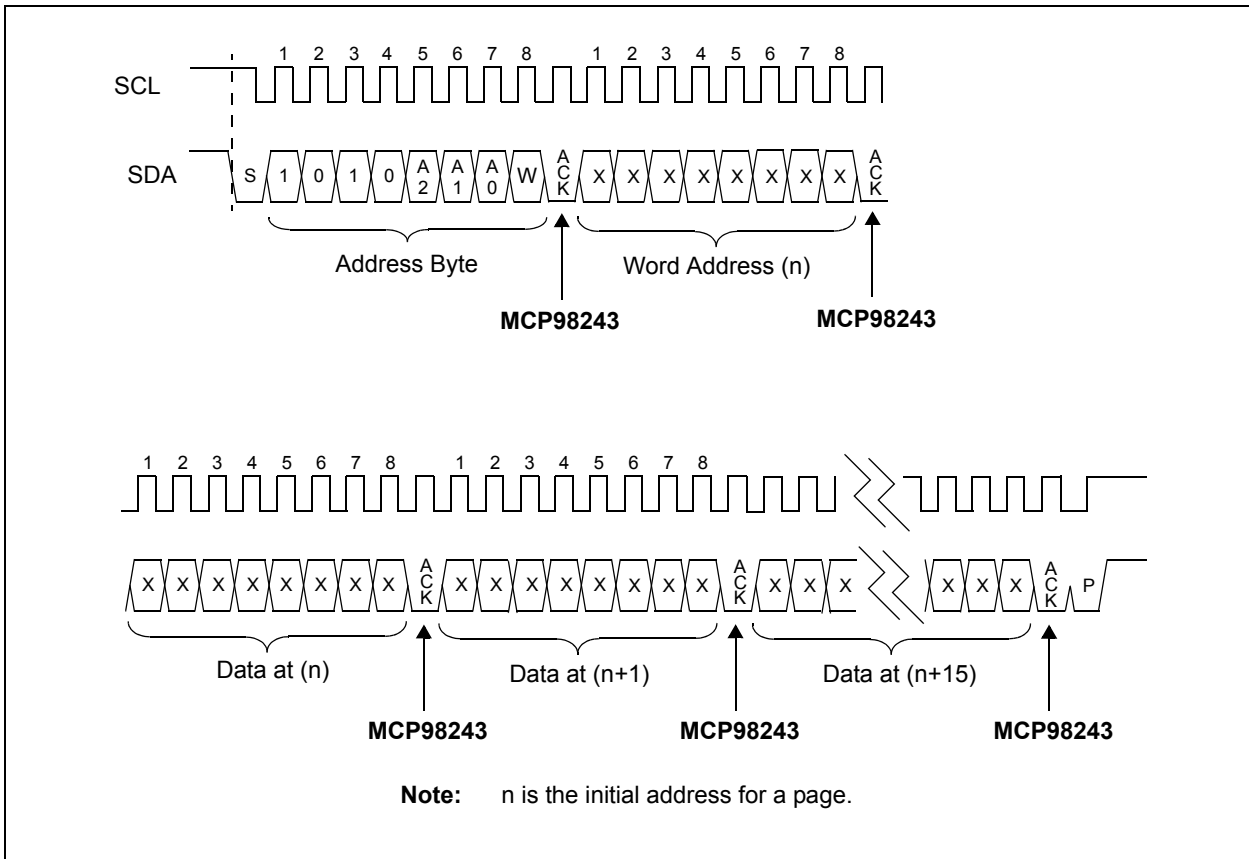 1 2 3 4 5 6 7 8 1 2 3 4 5 6 7 8
SCL
SDA S 1 0 1 0 A2 A1 A0 W ACK X X X X X X X X ACK
Address Byte Word Address (n)
MCP98243 MCP98243
1 2 3 4 5 6 7 8 1 2 3 4 5 6 7 8
X X X X X X X X ACK X X X X X X X X ACK X X X X X X ACK P
Data at (n) Data at (n+1) Data at (n+15)
MCP98243 MCP98243 MCP98243
Note: n is the initial address for a page.